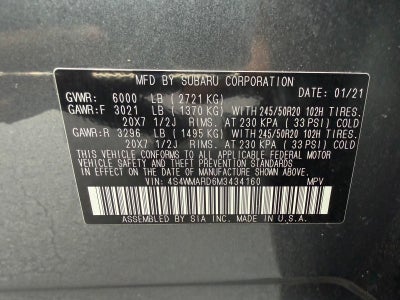 MFD BY SUBARU CORPORATION
GVWR: 6000 LB (2721 KG) DATE: 01/21
GAWR:F 3021 LB (1370 KG) WITH 245/50R20 102H TIRES.
20X7 1/2J RIMS. AT 230 KPA (33 PSI) COLD
GAWR:R 3296 LB (1495 KG) WITH 245/50R20 102H TIRES.
20X7 1/2J RIMS. AT 230 KPA (33 PSI) COLD
THIS VEHICLE CONFORMS TO ALL APPLICABLE FEDERAL MOTOR
VEHICLE SAFETY AND THEFT PREVENTION STANDARDS
IN EFFECT ON THE DATE OF MANUFACTURE SHOWN ABOVE.
VIN: 4S4WMARD6M3434160 MPV
ASSEMBLED BY SIA INC. IN U.S.A.